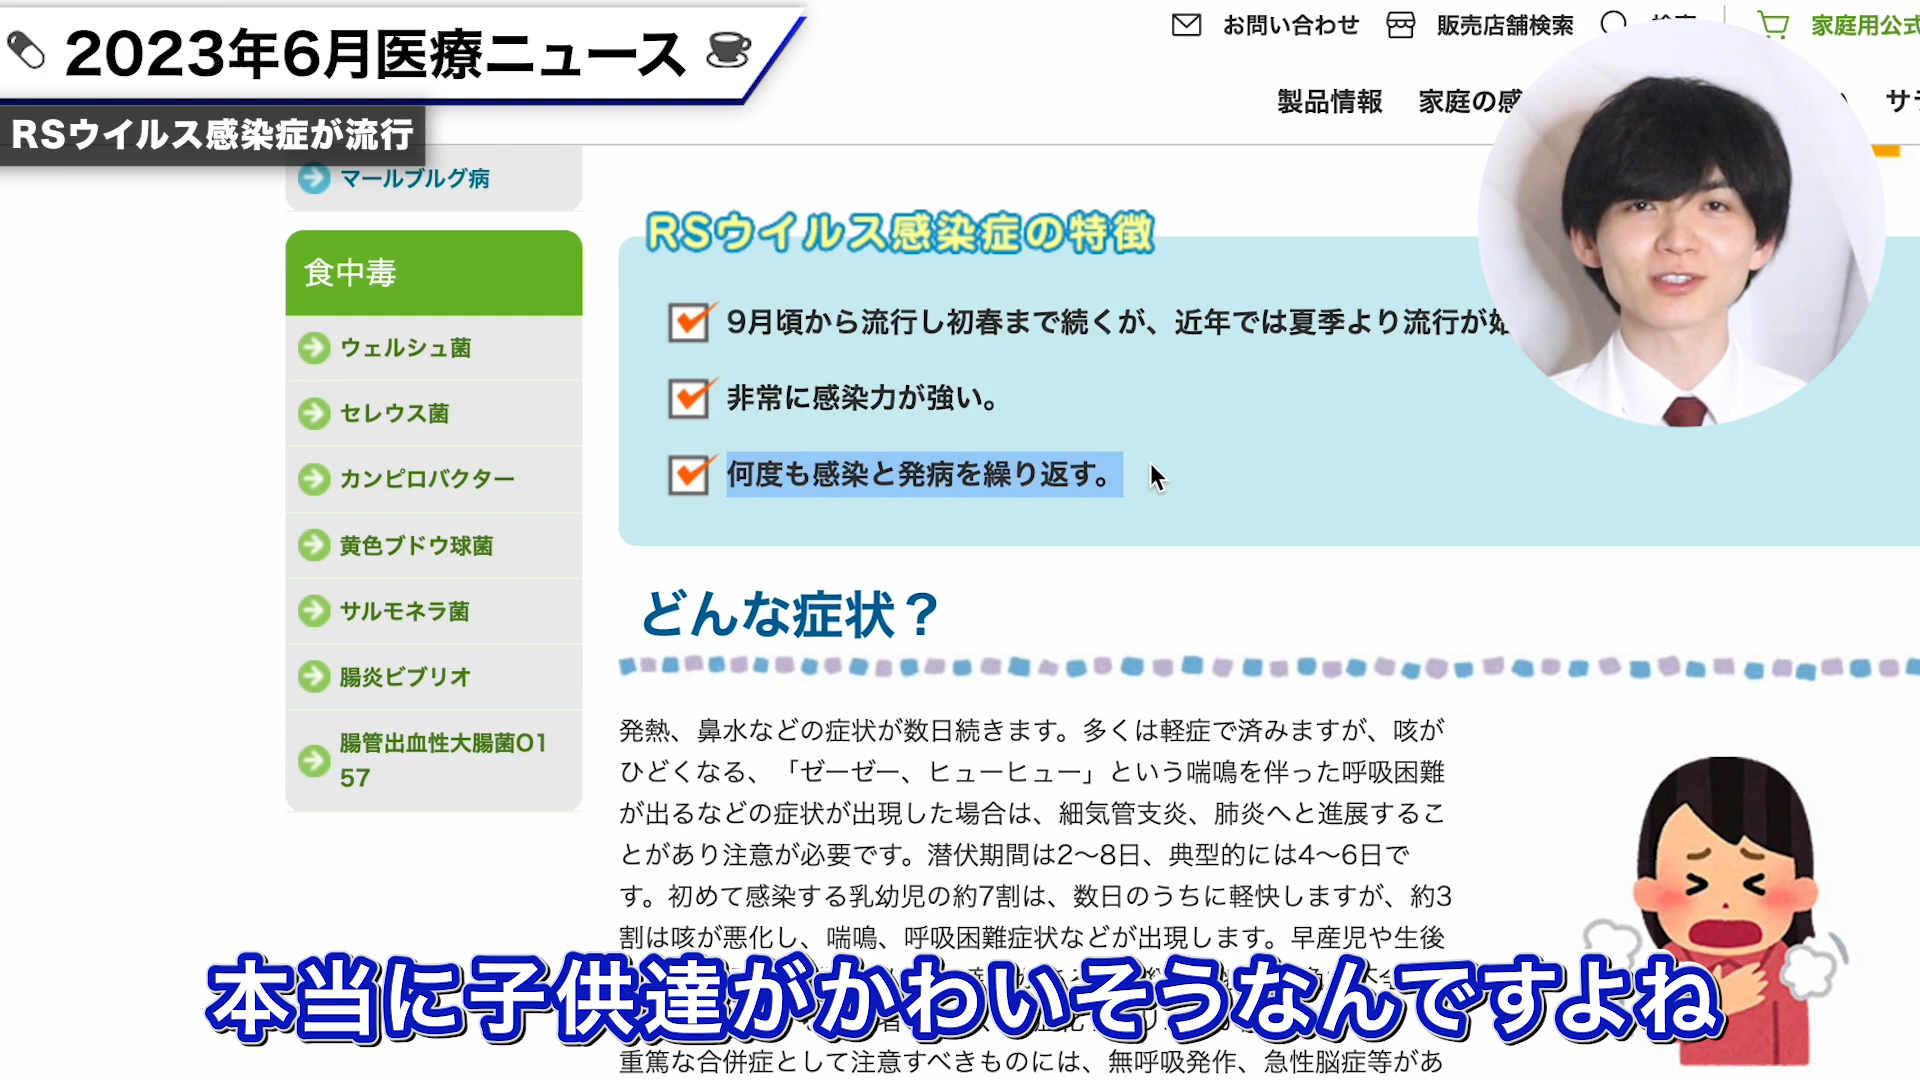 2023年6月医療ニュース
RSウイルス感染症が流行
お問い合わせ
販売店舗検索
家庭用公式
製品情報
家庭の感
サラ
マールブルグ病
食中毒
ウェルシュ菌
セレウス菌
カンピロバクター
黄色ブドウ球菌
サルモネラ菌
腸炎ビブリオ
腸管出血性大腸菌O1
57
RSウイルス感染症の特徴
9月頃から流行し初春まで続くが、近年では夏季より流行が始
非常に感染力が強い。
何度も感染と発病を繰り返す。
どんな症状？
発熱、鼻水などの症状が数日続きます。多くは軽症で済みますが、咳が
ひどくなる、「ゼーゼー、ヒューヒュー」という喘鳴を伴った呼吸困難
が出るなどの症状が出現した場合は、細気管支炎、肺炎へと進展するこ
とがあり注意が必要です。潜伏期間は2〜8日、典型的には4〜6日で
す。初めて感染する乳幼児の約7割は、数日のうちに軽快しますが、約3
割は咳が悪化し、喘鳴、呼吸困難症状などが出現します。早産児や生後
本当に子供達がかわいそうなんですよね
重篤な合併症として注意すべきものには、無呼吸発作、急性脳症等があ